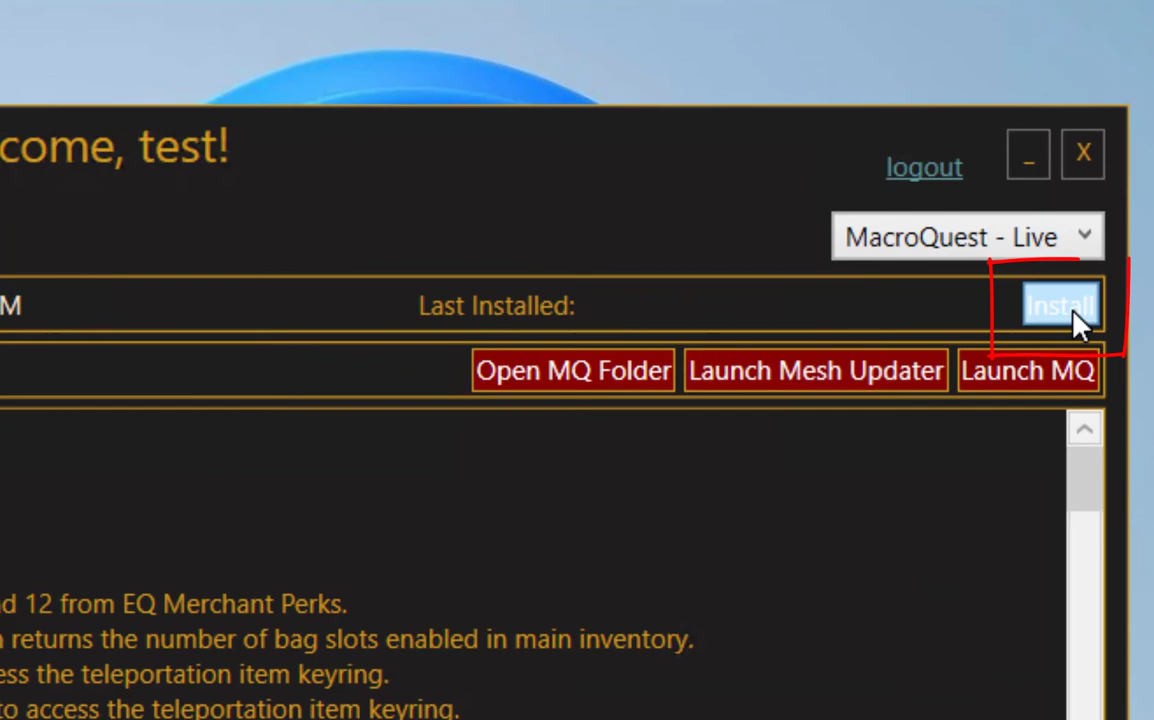 come, test!
logout
_
X
MacroQuest - Live
M
Last Installed:
Install
Open MQ Folder
Launch Mesh Updater
Launch MQ
d 12 from EQ Merchant Perks.
returns the number of bag slots enabled in main inventory.
ess the teleportation item keyring.
to access the teleportation item keyring.